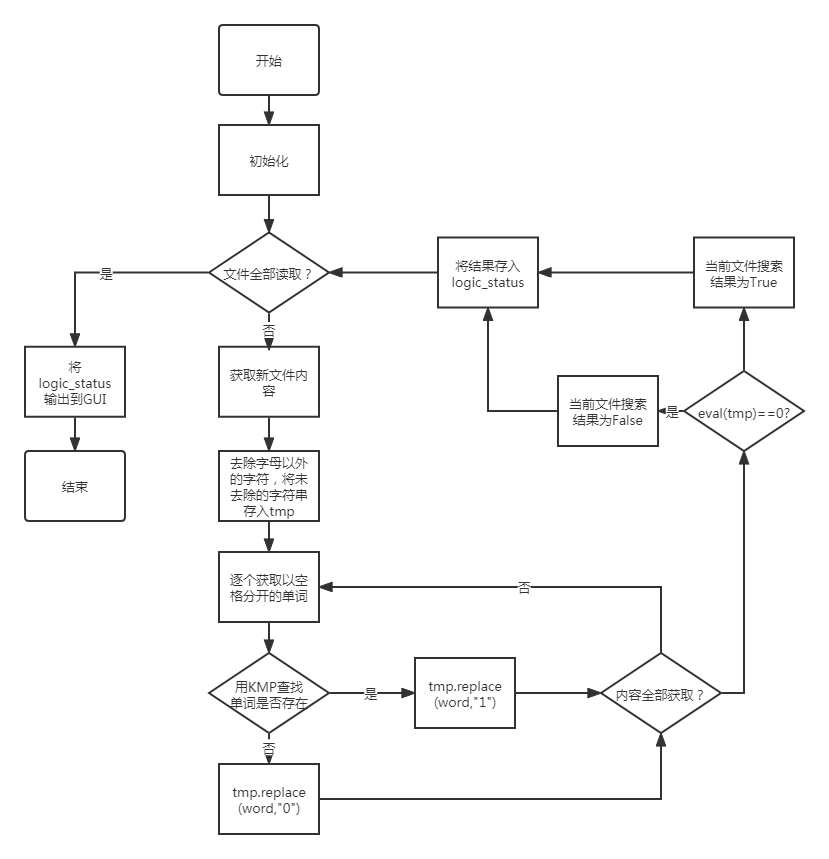 开始
初始化
文件全部读取？
是
否
将
logic_status
输出到GUI
结束
获取新文件内
容
去除字母以外
的字符，将未
去除的字符串
存入tmp
逐个获取以空
格分开的单词
用KMP查找
单词是否存在
是
否
tmp.replace
(word,"1")
tmp.replace
(word,"0")
内容全部获取？
否
eval(tmp)==0?
是
当前文件搜索
结果为False
当前文件搜索
结果为True
将结果存入
logic_status